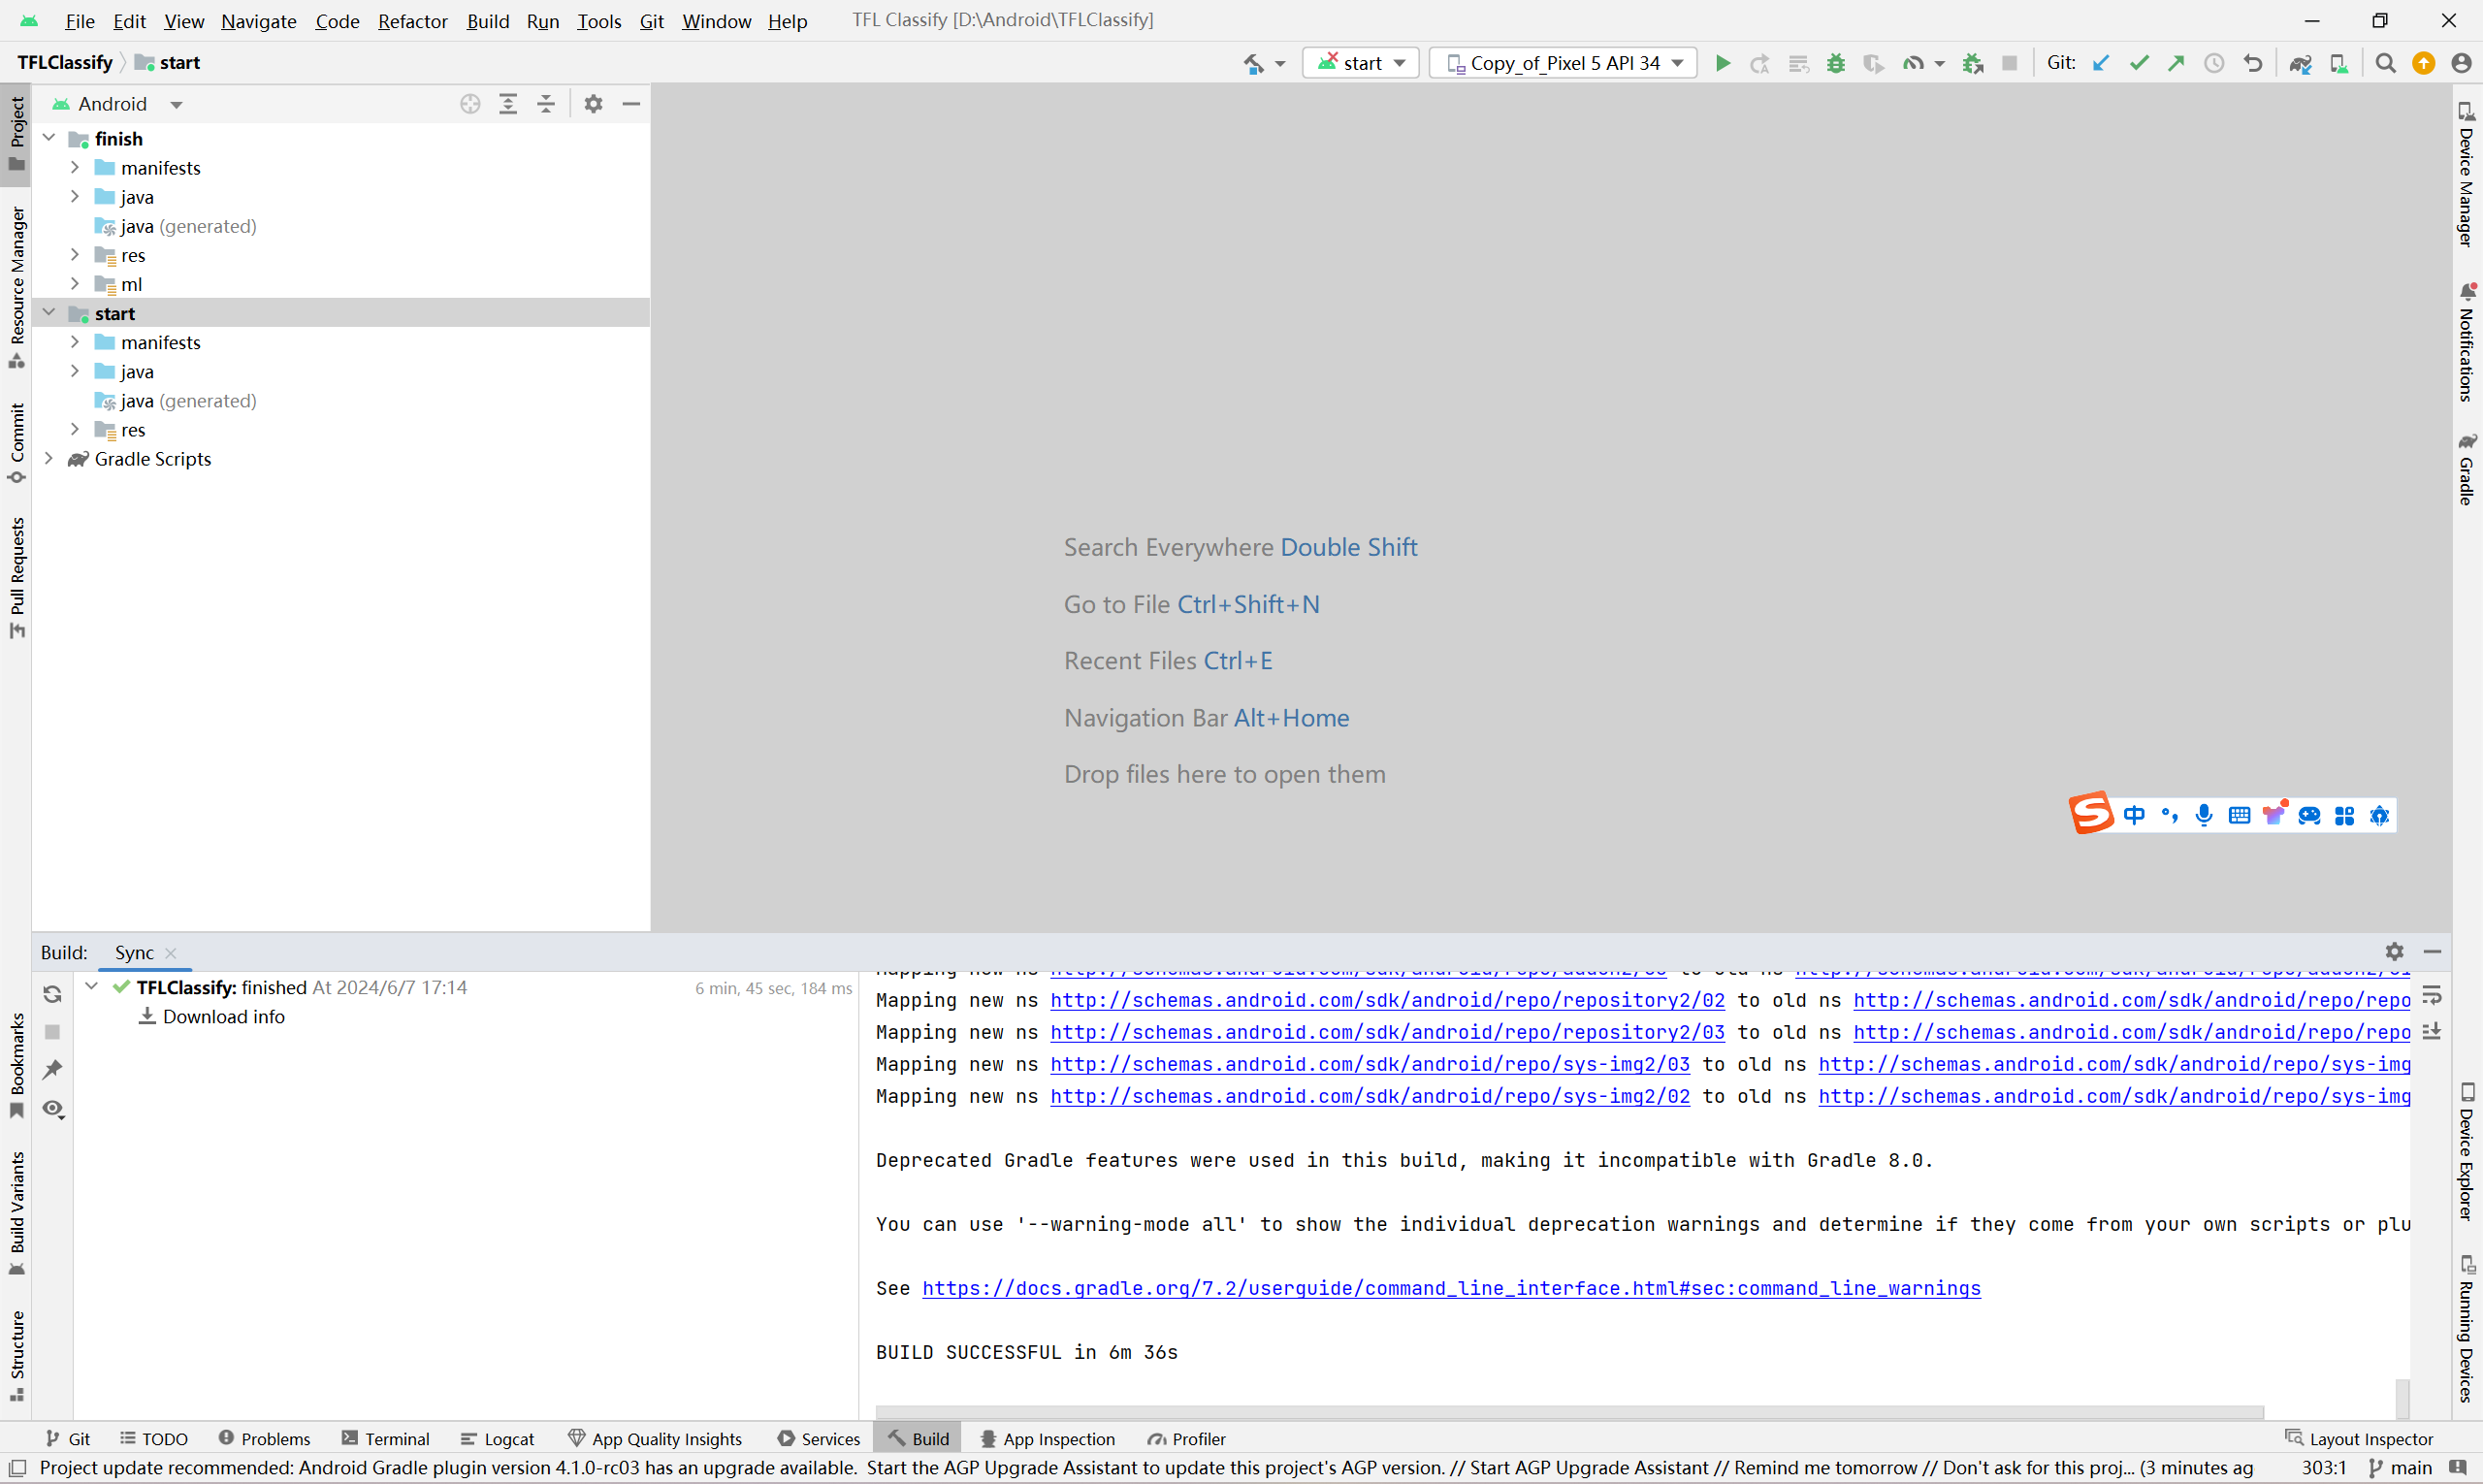 File Edit View Navigate Code Refactor Build Run Tools Git Window Help TFL Classify [D:\Android\TFLClassify]
TFLClassify start
start
Copy_of_Pixel 5 API 34
Git:
Android
finish
manifests
java
java (generated)
res
ml
start
manifests
java
java (generated)
res
Gradle Scripts
Project
Resource Manager
Commit
Pull Requests
Bookmarks
Build Variants
Structure
Search Everywhere Double Shift
Go to File Ctrl+Shift+N
Recent Files Ctrl+E
Navigation Bar Alt+Home
Drop files here to open them
S 中
Device Manager
Notifications
Gradle
Device Explorer
Running Devices
Build: Sync
TFLClassify: finished At 2024/6/7 17:14 6 min, 45 sec, 184 ms
Download info
Mapping new ns http://schemas.android.com/sdk/android/repo/repository2/02 to old ns http://schemas.android.com/sdk/android/repo/repo
Mapping new ns http://schemas.android.com/sdk/android/repo/repository2/03 to old ns http://schemas.android.com/sdk/android/repo/repo
Mapping new ns http://schemas.android.com/sdk/android/repo/sys-img2/03 to old ns http://schemas.android.com/sdk/android/repo/sys-img
Mapping new ns http://schemas.android.com/sdk/android/repo/sys-img2/02 to old ns http://schemas.android.com/sdk/android/repo/sys-img
Deprecated Gradle features were used in this build, making it incompatible with Gradle 8.0.
You can use '--warning-mode all' to show the individual deprecation warnings and determine if they come from your own scripts or plu
See https://docs.gradle.org/7.2/userguide/command_line_interface.html#sec:command_line_warnings
BUILD SUCCESSFUL in 6m 36s
Git TODO Problems Terminal Logcat App Quality Insights Services Build App Inspection Profiler Layout Inspector
Project update recommended: Android Gradle plugin version 4.1.0-rc03 has an upgrade available. Start the AGP Upgrade Assistant to update this project's AGP version. // Start AGP Upgrade Assistant // Remind me tomorrow // Don't ask for this proj... (3 minutes ag 303:1 main